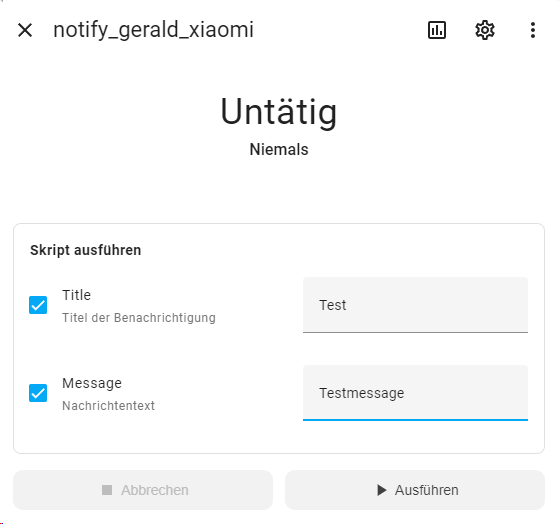 notify_gerald_xiaomi
Untätig
Niemals
Skript ausführen
Title
Titel der Benachrichtigung
Test
Message
Nachrichtentext
Testmessage
Abbrechen
Ausführen